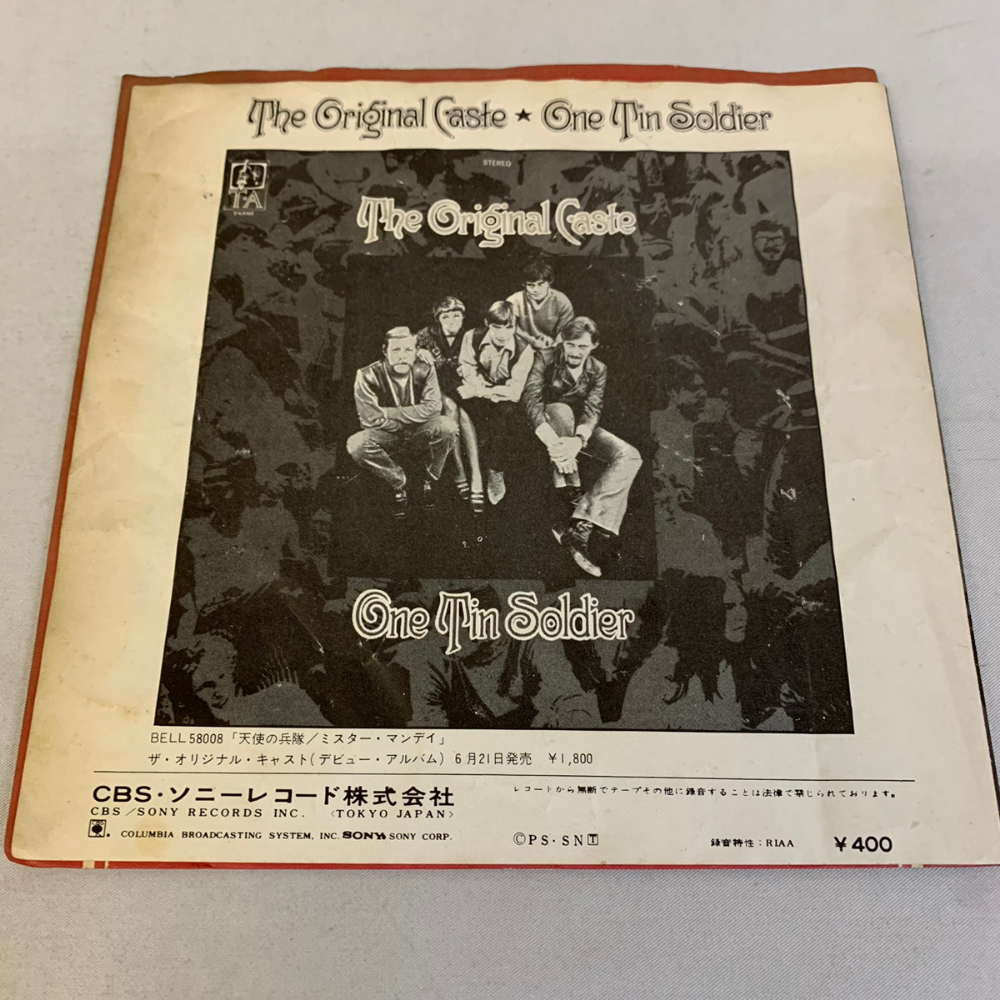 The Original Caste ★ One Tin Soldier
STEREO
TA
The Original Caste
One Tin Soldier
BELL 58008「天使の兵隊/ミスター・マンデイ」
ザ・オリジナル・キャスト(デビュー・アルバム) 6月21日発売 ¥1,800
CBS・ソニーレコード株式会社
レコードから無断でテープその他に録音することは法律で禁じられております。
CBS/SONY RECORDS INC. 〈TOKYO JAPAN〉
COLUMBIA BROADCASTING SYSTEM, INC. SONY SONY CORP.
©PS・SN T
録音特性:RIAA
¥400